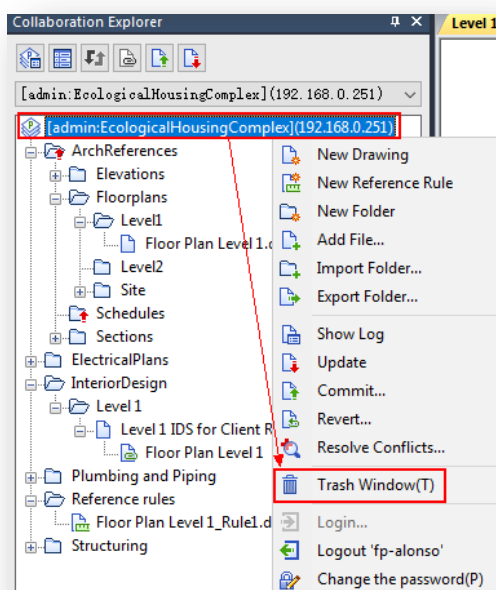 Collaboration Explorer
Level 1
[admin:EcologicalHousingComplex](192.168.0.251)
[admin:EcologicalHousingComplex](192.168.0.251)
ArchReferences
Elevations
Floorplans
Level1
Floor Plan Level 1.
Level2
Site
Schedules
Sections
ElectricalPlans
InteriorDesign
Level 1
Level 1 IDS for Client R
Floor Plan Level 1
Plumbing and Piping
Reference rules
Floor Plan Level 1_Rule1.d
Structuring
New Drawing
New Reference Rule
New Folder
Add File...
Import Folder...
Export Folder...
Show Log
Update
Commit...
Revert...
Resolve Conflicts...
Trash Window(T)
Login...
Logout 'fp-alonso'
Change the password(P)